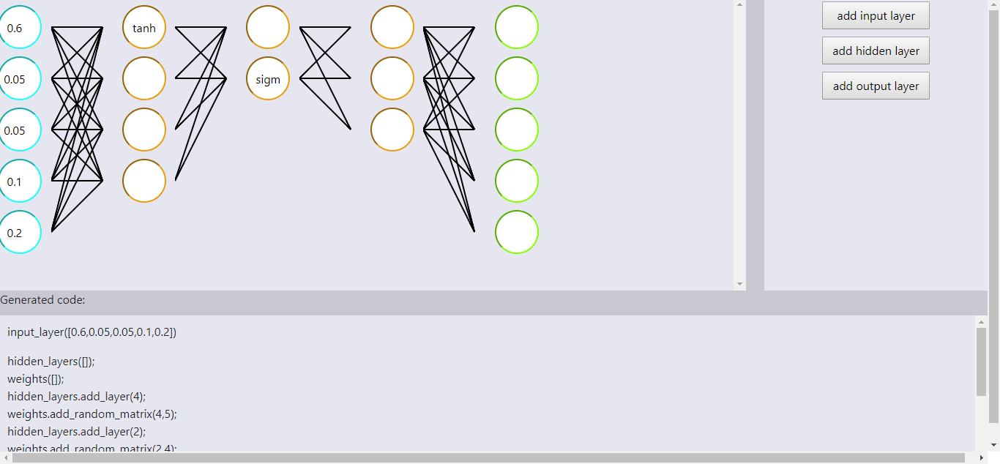 0.6
tanh
0.05
sigm
0.05
0.1
0.2
add input layer
add hidden layer
add output layer
Generated code:
input_layer([0.6,0.05,0.05,0.1,0.2])
hidden_layers([]);
weights([]);
hidden_layers.add_layer(4);
weights.add_random_matrix(4,5);
hidden_layers.add_layer(2);
weights.add_random_matrix(2,4);